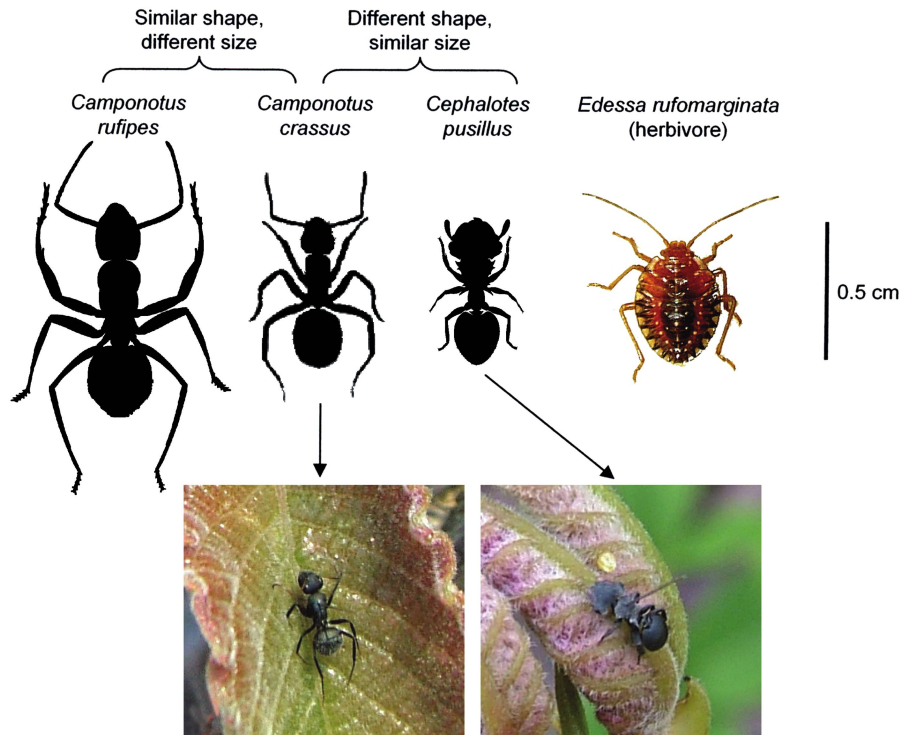 Similar shape,
different size
Different shape,
similar size
Camponotus
rufipes
Camponotus
crassus
Cephalotes
pusillus
Edessa rufomarginata
(herbivore)
0.5 cm